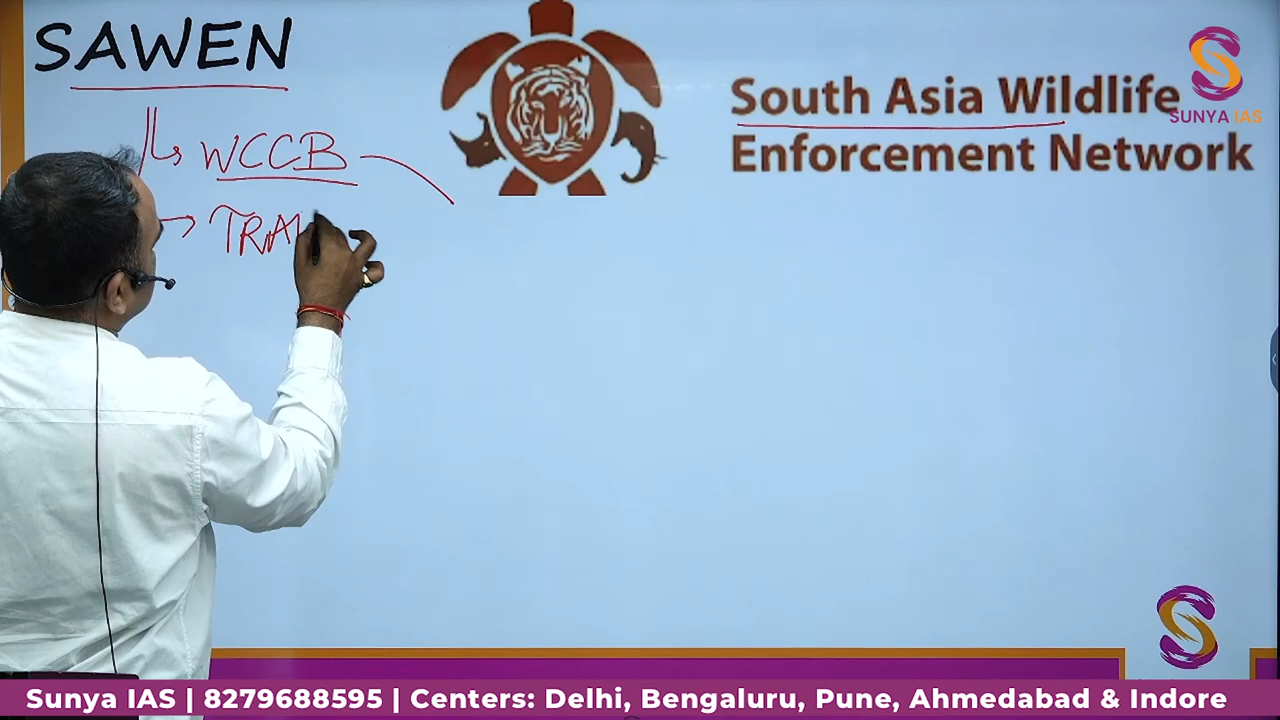 SAWEN
South Asia Wildlife
Enforcement Network
SUNYA IAS
WCCB
Sunya IAS | 8279688595 | Centers: Delhi, Bengaluru, Pune, Ahmedabad & Indore